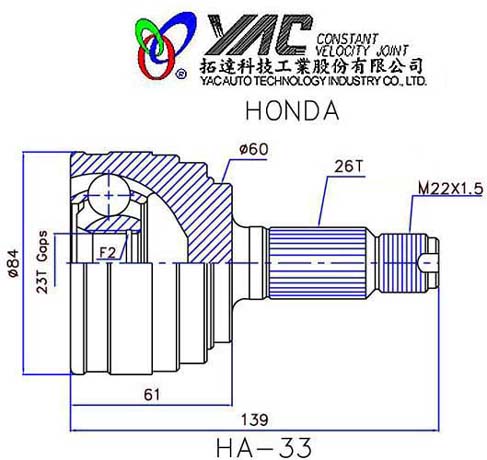 YAC CONSTANT
VELOCITY JOINT
®
拓達科技工業股份有限公司
YAC AUTO TECHNOLOGY INDUSTRY CO., LTD.
HONDA
ø60
26T
M22X1.5
ø84
23T Gaps
F2
61
139
HA-33